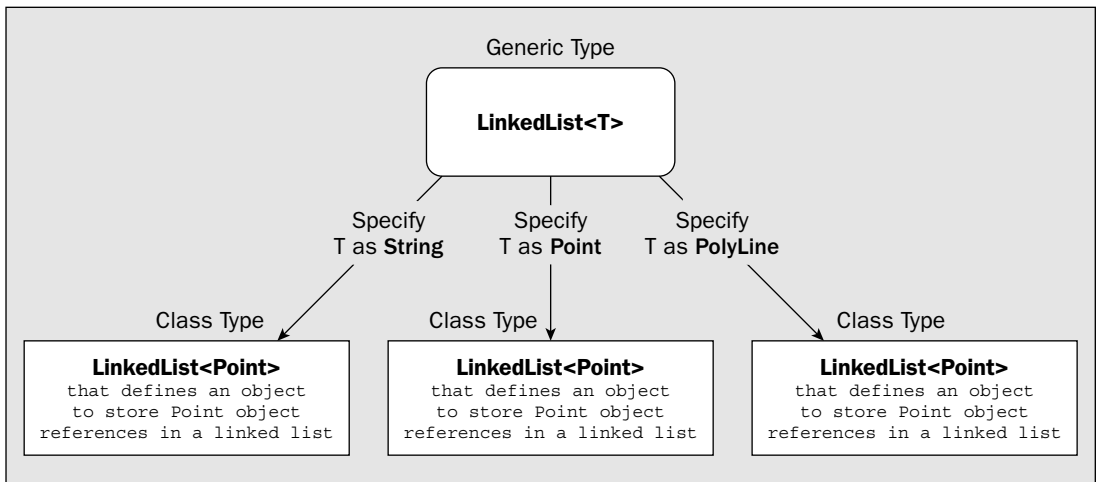 Generic Type
LinkedList<T>
Specify
T as String
Specify
T as Point
Specify
T as PolyLine
Class Type
LinkedList<Point>
that defines an object
to store Point object
references in a linked list
Class Type
LinkedList<Point>
that defines an object
to store Point object
references in a linked list
Class Type
LinkedList<Point>
that defines an object
to store Point object
references in a linked list